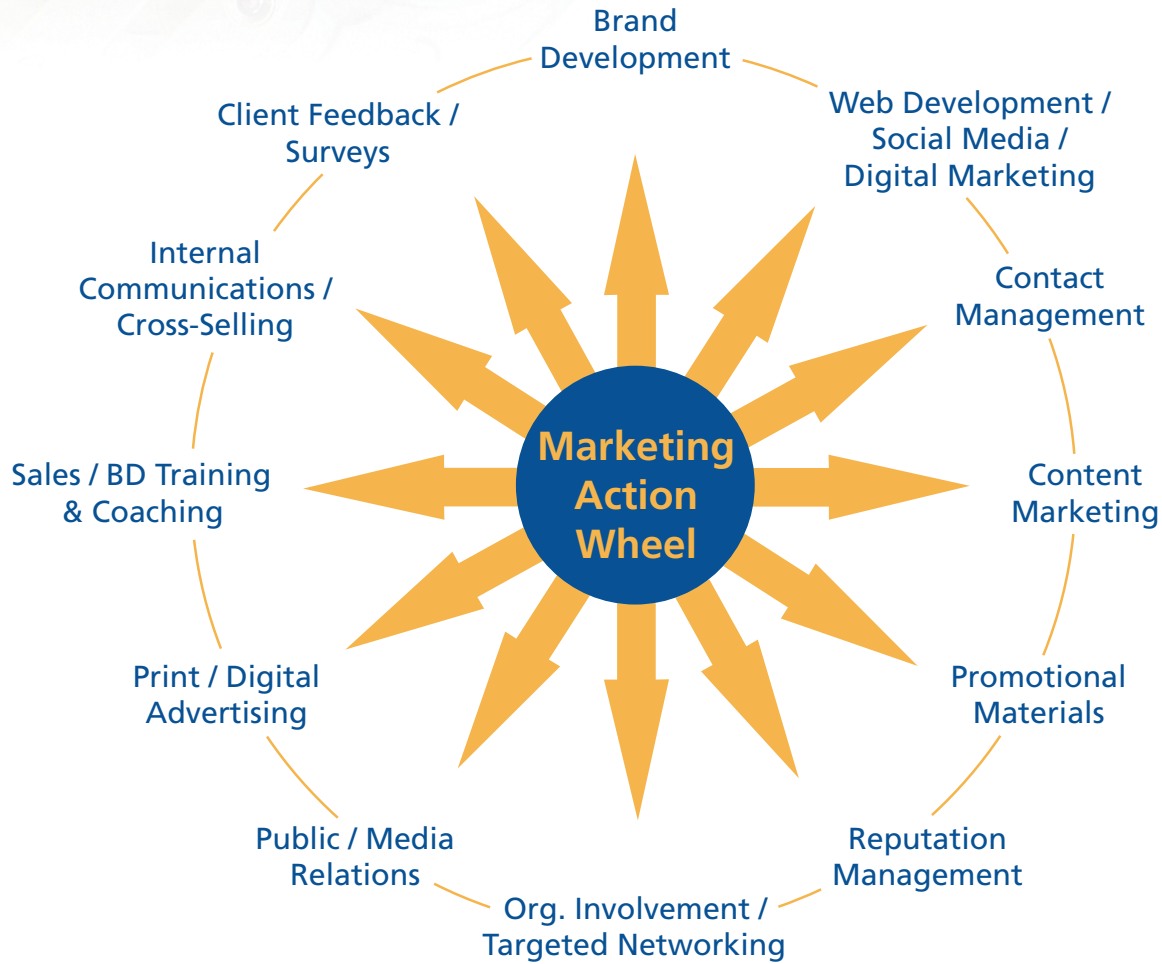 Brand
Development
Web Development /
Social Media /
Digital Marketing
Contact
Management
Content
Marketing
Promotional
Materials
Reputation
Management
Org. Involvement /
Targeted Networking
Public / Media
Relations
Print / Digital
Advertising
Sales / BD Training
& Coaching
Internal
Communications /
Cross-Selling
Client Feedback /
Surveys
Marketing
Action
Wheel